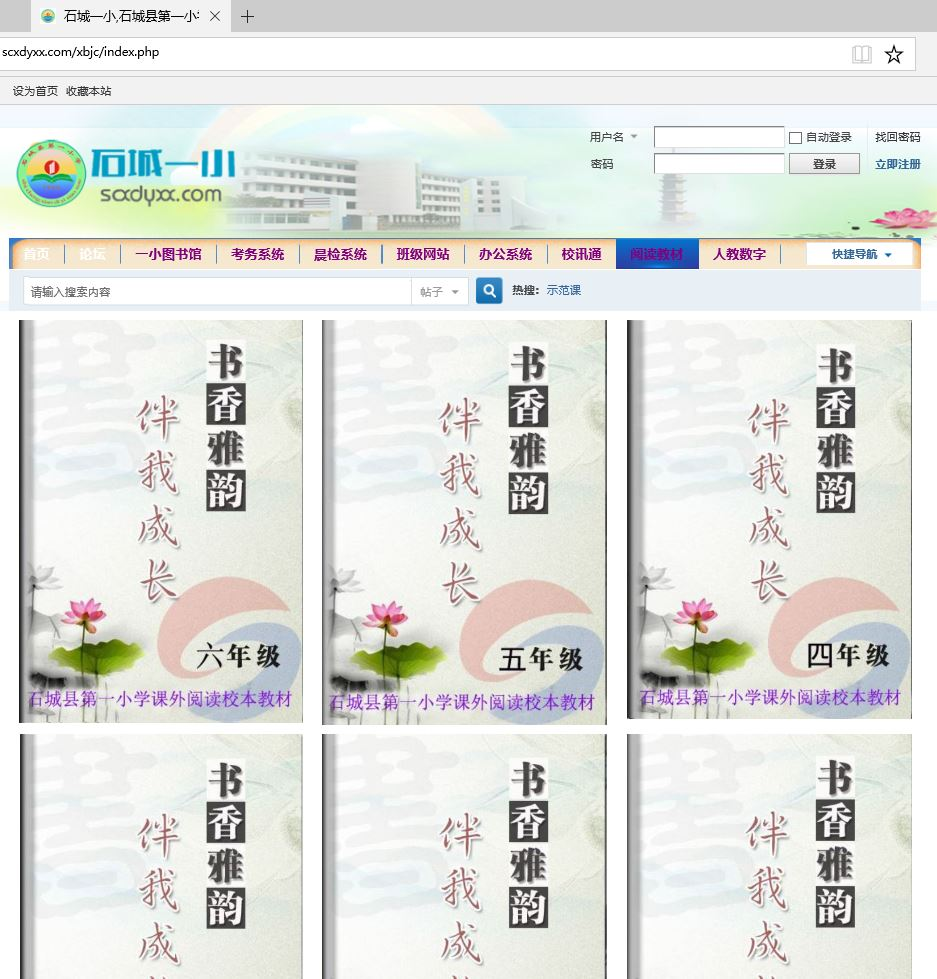 石城一小,石城县第一小
scxdyxx.com/xbjc/index.php
设为首页 收藏本站
石城一小
scxdyxx.com
用户名
自动登录 找回密码
密码
登录 立即注册
首页 论坛 一小图书馆 考务系统 晨检系统 班级网站 办公系统 校讯通 阅读教材 人教数字 快捷导航
请输入搜索内容 帖子 热搜: 示范课
书香雅韵
伴我成长
六年级
石城县第一小学课外阅读校本教材
书香雅韵
伴我成长
五年级
石城县第一小学课外阅读校本教材
书香雅韵
伴我成长
四年级
石城县第一小学课外阅读校本教材
书香雅韵
伴我成
书香雅韵
伴我成
书香雅韵
伴我成